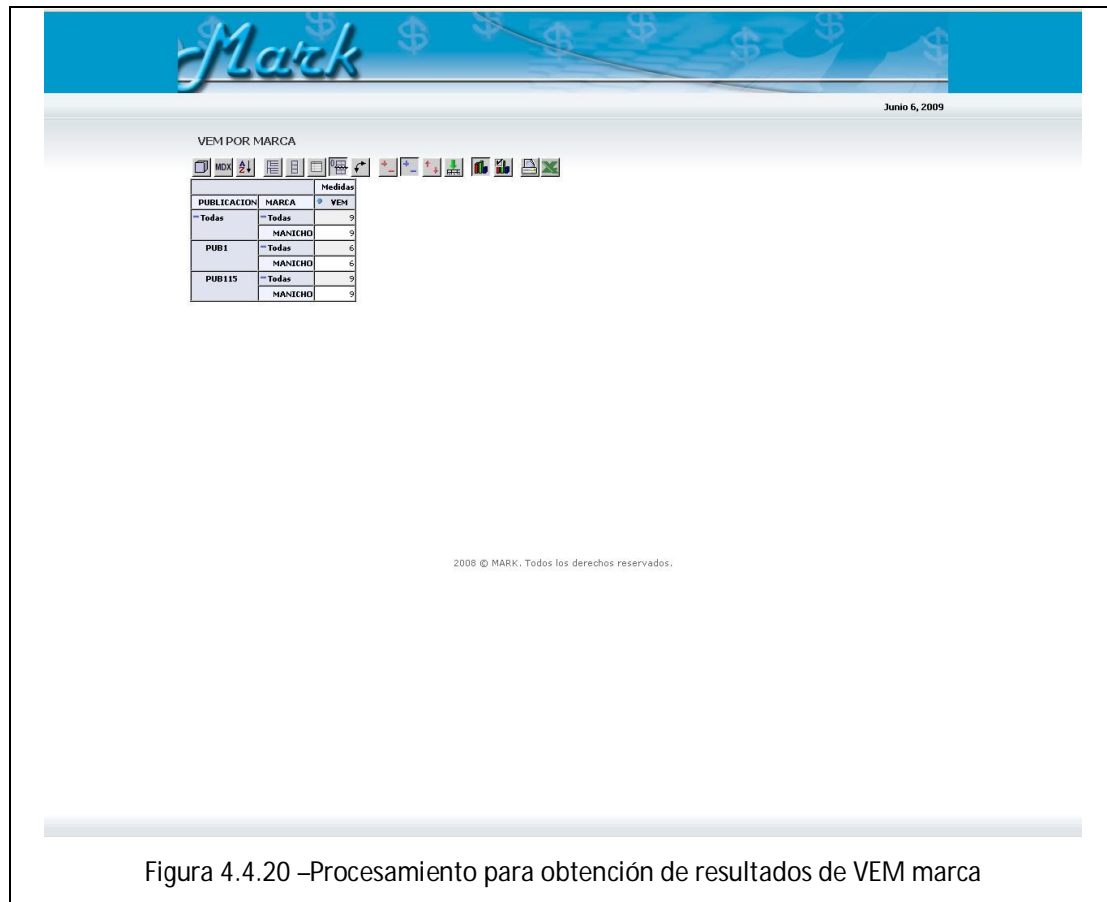 Mark
Junio 6, 2009
VEM POR MARCA
MDX
Medidas
PUBLICACION MARCA VEM
Todas Todas 9
MANICHO 9
PUB1 Todas 6
MANICHO 6
PUB115 Todas 9
MANICHO 9
2008 © MARK. Todos los derechos reservados.
Figura 4.4.20 –Procesamiento para obtención de resultados de VEM marca